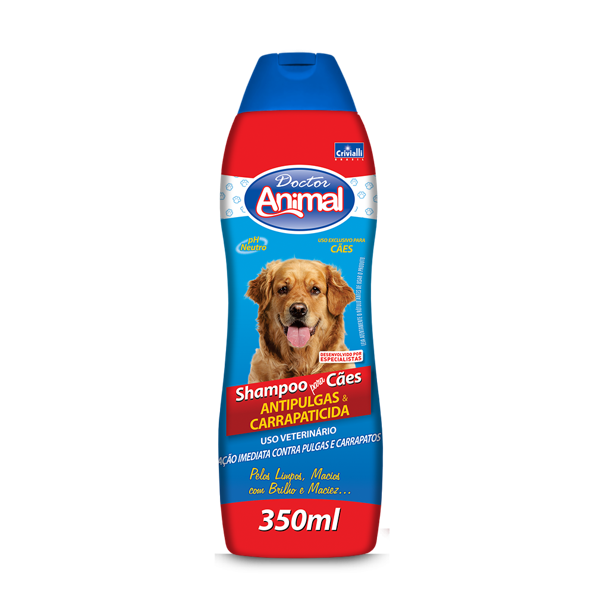 Crivialli
BRASIL
Doctor
Animal
pH
Neutro
USO EXCLUSIVO PARA
CÃES
DESENVOLVIDO POR
ESPECIALISTAS
Shampoo para Cães
ANTIPULGAS &
CARRAPATICIDA
USO VETERINÁRIO
AÇÃO IMEDIATA CONTRA PULGAS E CARRAPATOS
Pelos Limpos, Macios
com Brilho e Maciez...
350ml